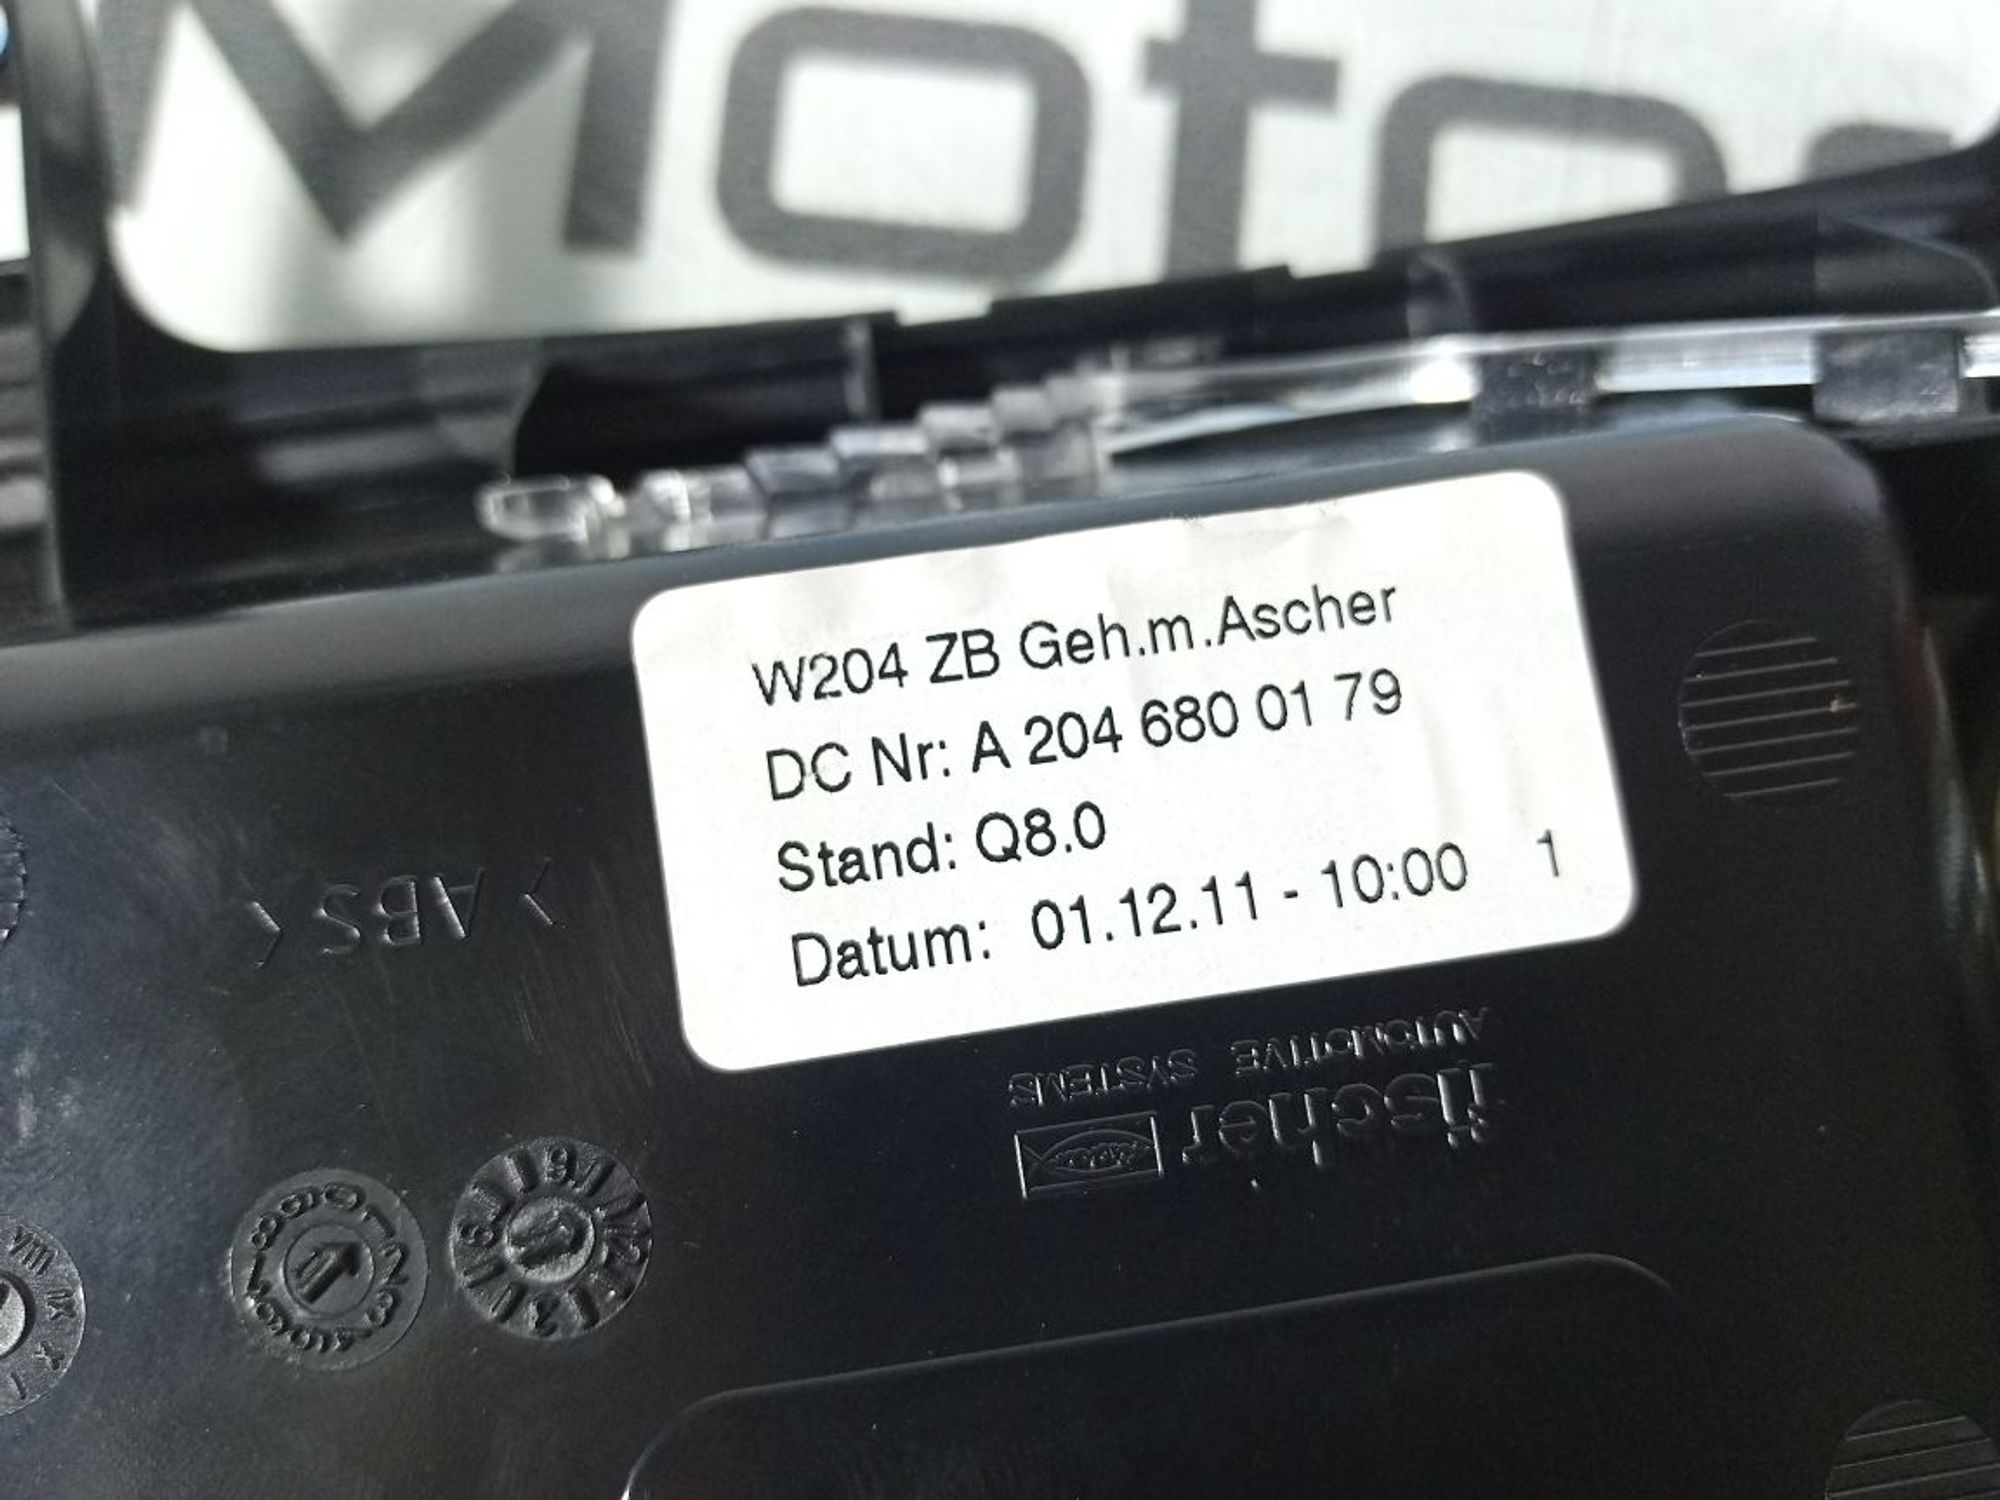 Moto
W204 ZB Geh.m.Ascher
DC Nr: A 204 680 01 79
Stand: Q8.0
Datum: 01.12.11 - 10:00 1
>ABS<
fischer
AUTOMOTIVE SYSTEMS